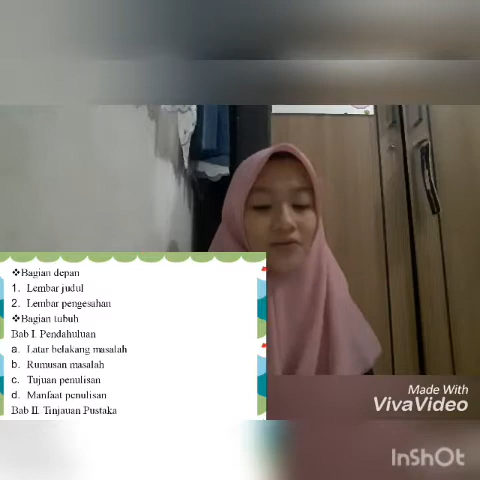 ❖Bagian depan
1. Lembar judul
2. Lembar pengesahan
❖Bagian tubuh
Bab I. Pendahuluan
a. Latar belakang masalah
b. Rumusan masalah
c. Tujuan penulisan
d. Manfaat penulisan
Bab II. Tinjauan Pustaka
Made With
VivaVideo
InShOt